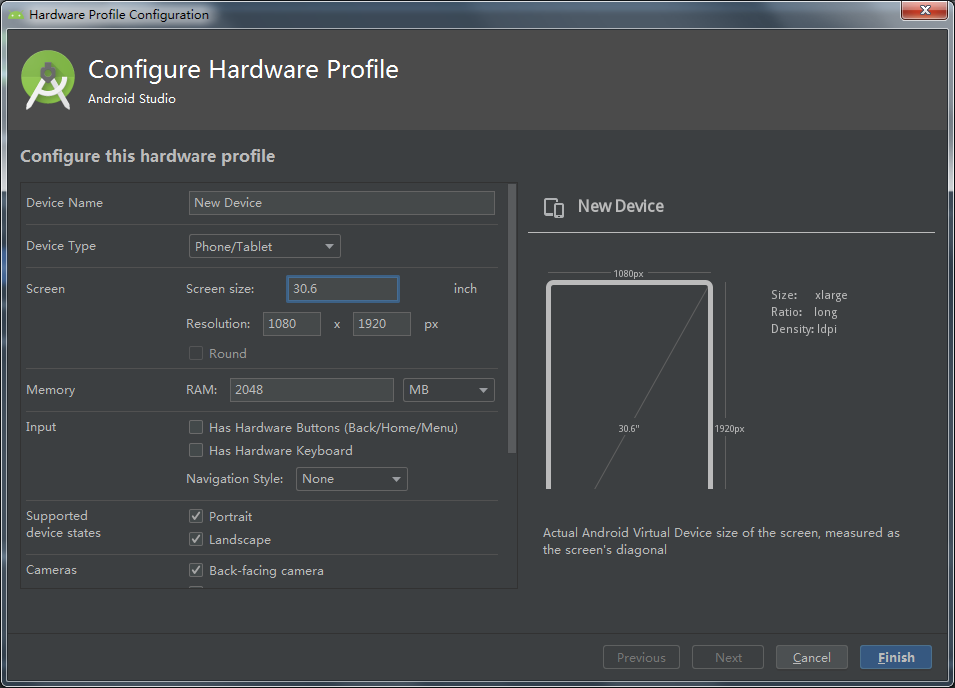 Hardware Profile Configuration
Configure Hardware Profile
Android Studio
Configure this hardware profile
Device Name
New Device
Device Type
Phone/Tablet
Screen
Screen size:
30.6
inch
Resolution:
1080
x
1920
px
Round
Memory
RAM:
2048
MB
Input
Has Hardware Buttons (Back/Home/Menu)
Has Hardware Keyboard
Navigation Style:
None
Supported
device states
Portrait
Landscape
Cameras
Back-facing camera
New Device
1080px
30.6"
1920px
Size: xlarge
Ratio: long
Density: ldpi
Actual Android Virtual Device size of the screen, measured as
the screen's diagonal
Previous
Next
Cancel
Finish